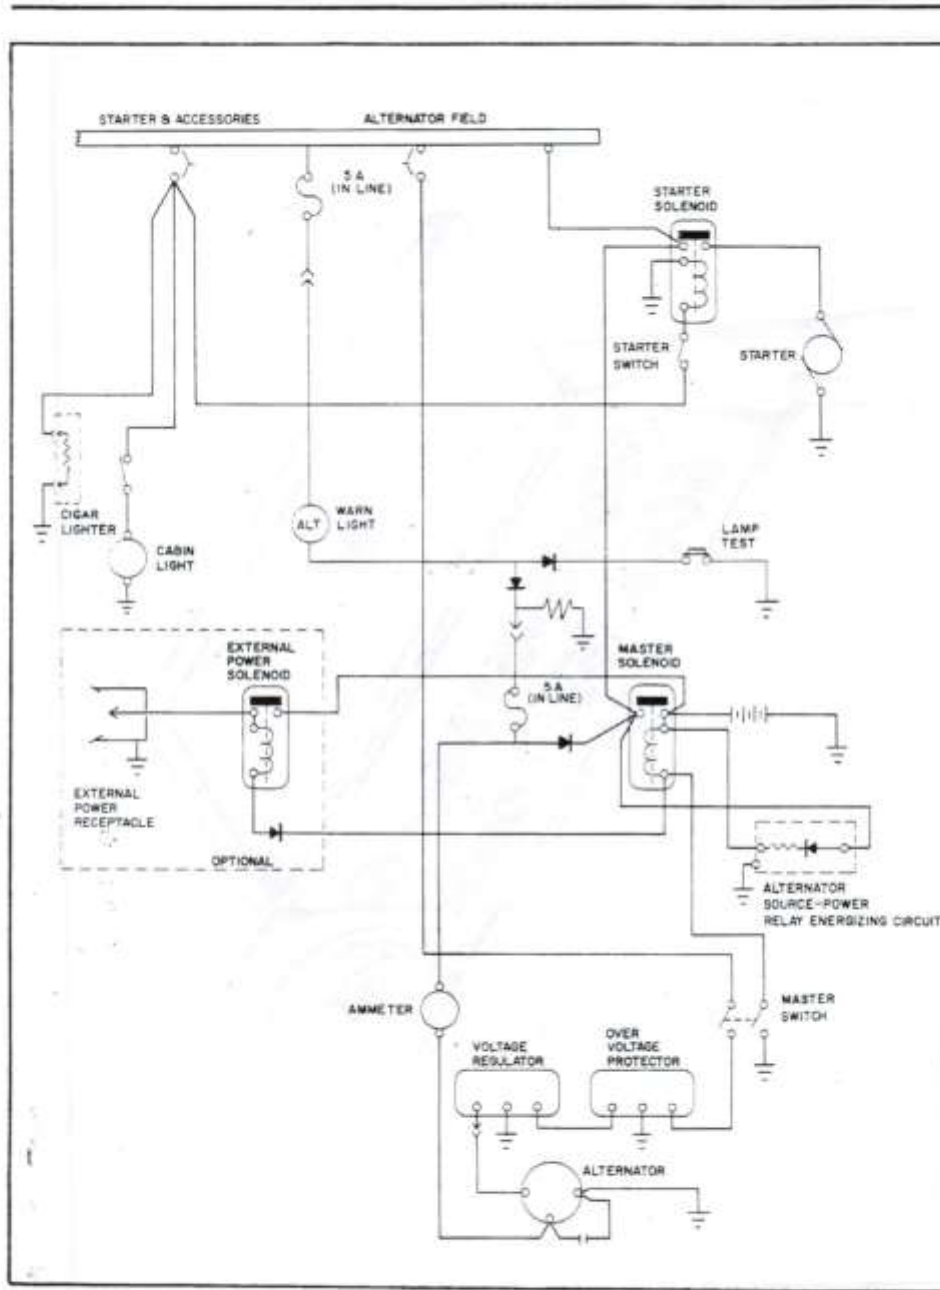 STARTER & ACCESSORIES
ALTERNATOR FIELD
5 A
(IN LINE)
STARTER
SOLENOID
STARTER
SWITCH
STARTER
CIGAR
LIGHTER
CABIN
LIGHT
ALT
WARN
LIGHT
LAMP
TEST
EXTERNAL
POWER
SOLENOID
5 A
(IN LINE)
MASTER
SOLENOID
EXTERNAL
POWER
RECEPTACLE
OPTIONAL
ALTERNATOR
SOURCE-POWER
RELAY ENERGIZING CIRCUIT
AMMETER
MASTER
SWITCH
VOLTAGE
REGULATOR
OVER
VOLTAGE
PROTECTOR
ALTERNATOR